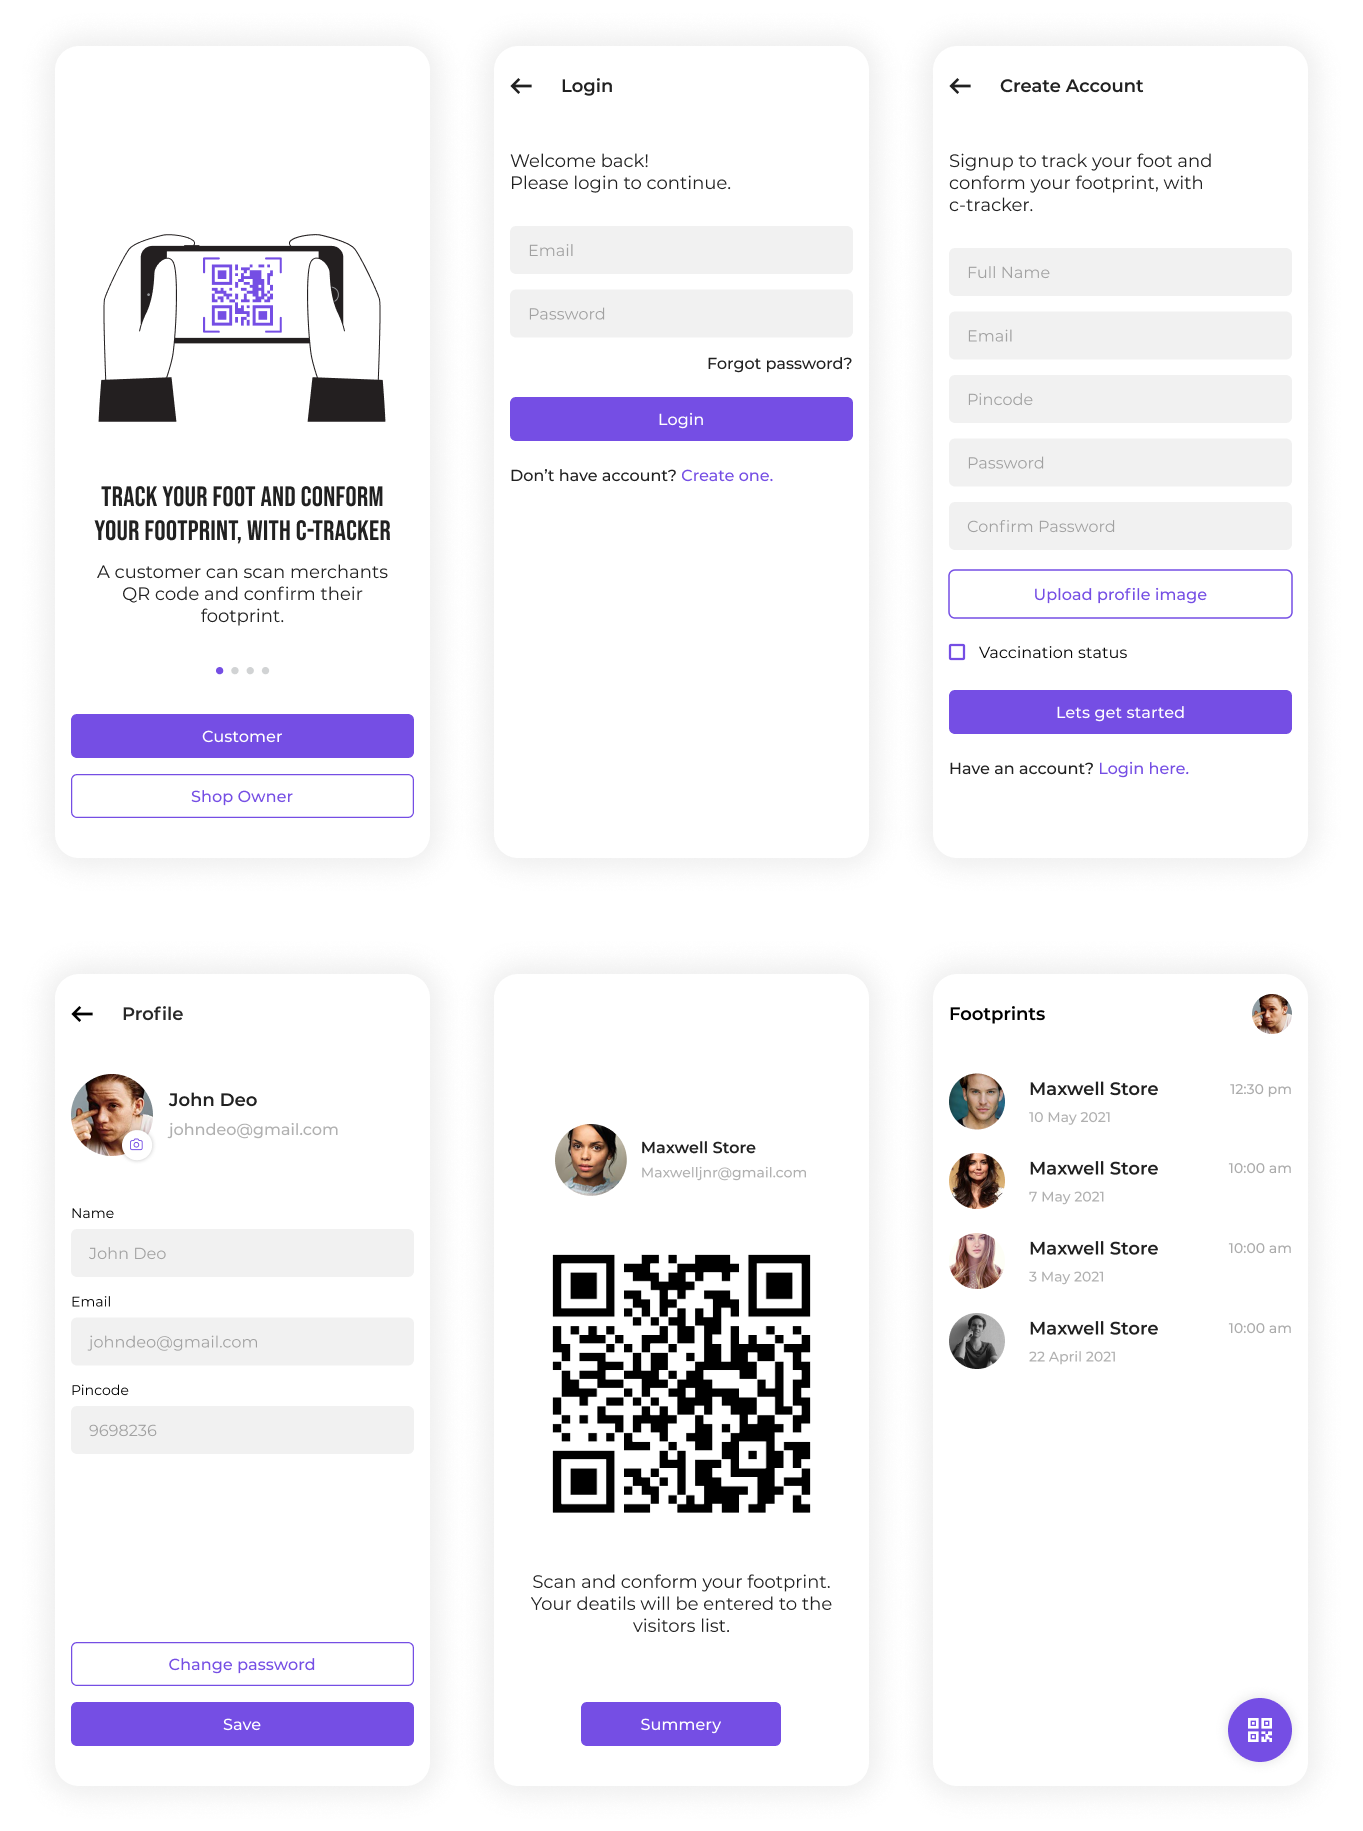 TRACK YOUR FOOT AND CONFORM
YOUR FOOTPRINT, WITH C-TRACKER
A customer can scan merchants
QR code and confirm their
footprint.
Customer
Shop Owner
Login
Welcome back!
Please login to continue.
Email
Password
Forgot password?
Login
Don’t have account? Create one.
Create Account
Signup to track your foot and
conform your footprint, with
c-tracker.
Full Name
Email
Pincode
Password
Confirm Password
Upload profile image
Vaccination status
Lets get started
Have an account? Login here.
Profile
John Deo
johndeo@gmail.com
Name
John Deo
Email
johndeo@gmail.com
Pincode
9698236
Change password
Save
Maxwell Store
Maxwelljnr@gmail.com
Scan and conform your footprint.
Your deatils will be entered to the
visitors list.
Summery
Footprints
Maxwell Store 12:30 pm
10 May 2021
Maxwell Store 10:00 am
7 May 2021
Maxwell Store 10:00 am
3 May 2021
Maxwell Store 10:00 am
22 April 2021